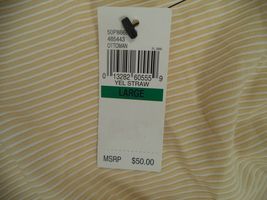 485443
OTTOMAN
0 13282 60555 9
YEL STRAW
LARGE
MSRP $50.00